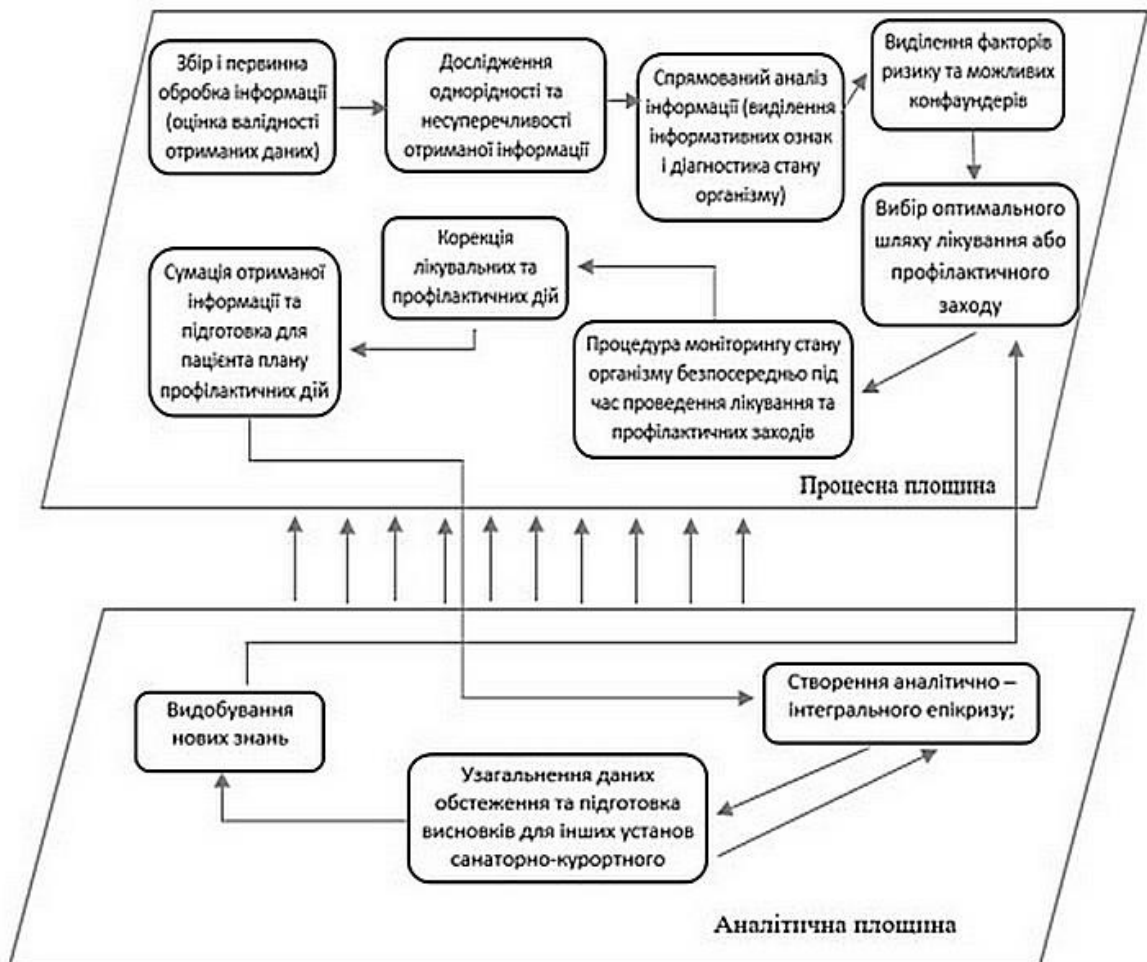 Збір і первинна
обробка інформації
(оцінка валідності
отриманих даних)
Дослідження
однорідності та
несуперечливості
отриманої інформації
Спрямований аналіз
інформації (виділення
інформативних ознак
і діагностика стану
організму)
Виділення факторів
ризику та можливих
конфаундерів
Вибір оптимального
шляху лікування або
профілактичного
заходу
Процедура моніторингу стану
організму безпосередньо під
час проведення лікування та
профілактичних заходів
Корекція
лікувальних та
профілактичних дій
Сумація отриманої
інформації та
підготовка для
пацієнта плану
профілактичних дій
Процесна площина
Створення аналітично –
інтегрального епікризу;
Узагальнення даних
обстеження та підготовка
висновків для інших установ
санаторно-курортного
Видобування
нових знань
Аналітична площина